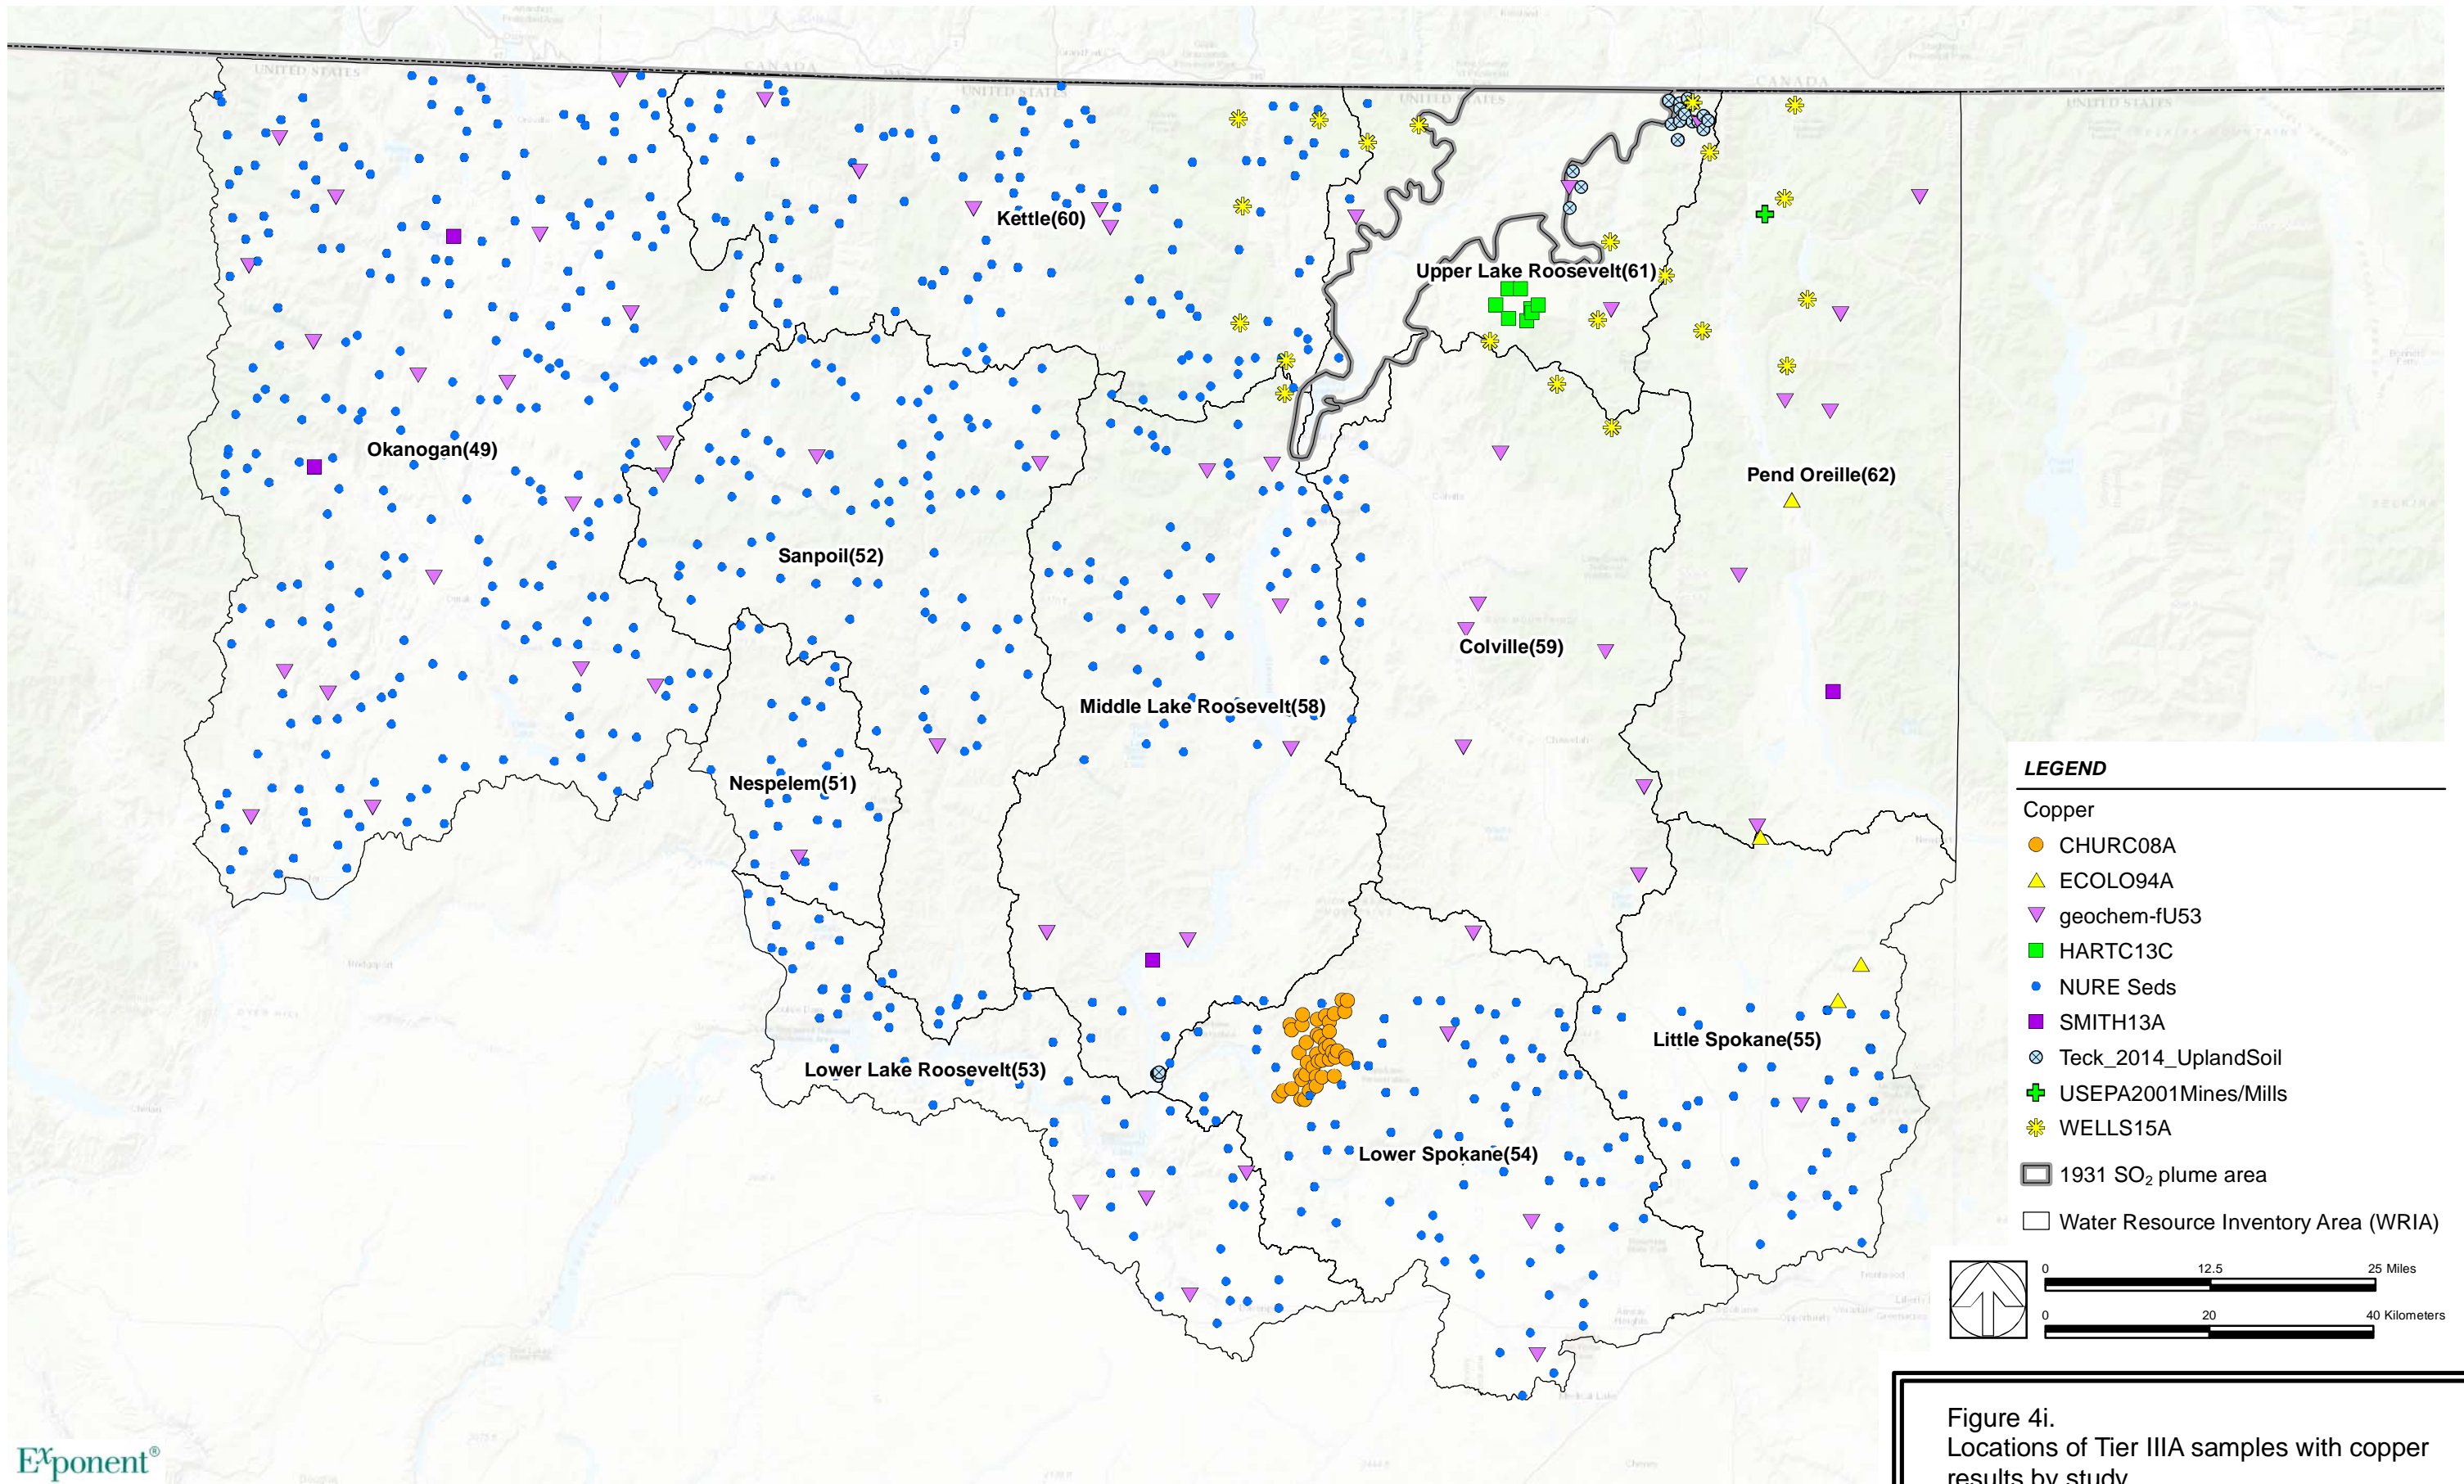 UNITED STATES
CANADA
UNITED STATES
UNITED STATES
CANADA
UNITED STATES
Kettle(60)
Upper Lake Roosevelt(61)
Okanogan(49)
Pend Oreille(62)
Sanpoil(52)
Colville(59)
Middle Lake Roosevelt(58)
Nespelem(51)
Little Spokane(55)
Lower Lake Roosevelt(53)
Lower Spokane(54)
LEGEND
Copper
CHURC08A
ECOLO94A
geochem-fU53
HARTC13C
NURE Seds
SMITH13A
Teck_2014_UplandSoil
USEPA2001Mines/Mills
WELLS15A
1931 SO₂ plume area
Water Resource Inventory Area (WRIA)
0 12.5 25 Miles
0 20 40 Kilometers
Figure 4i.
Locations of Tier IIIA samples with copper
results by study
Exponent®